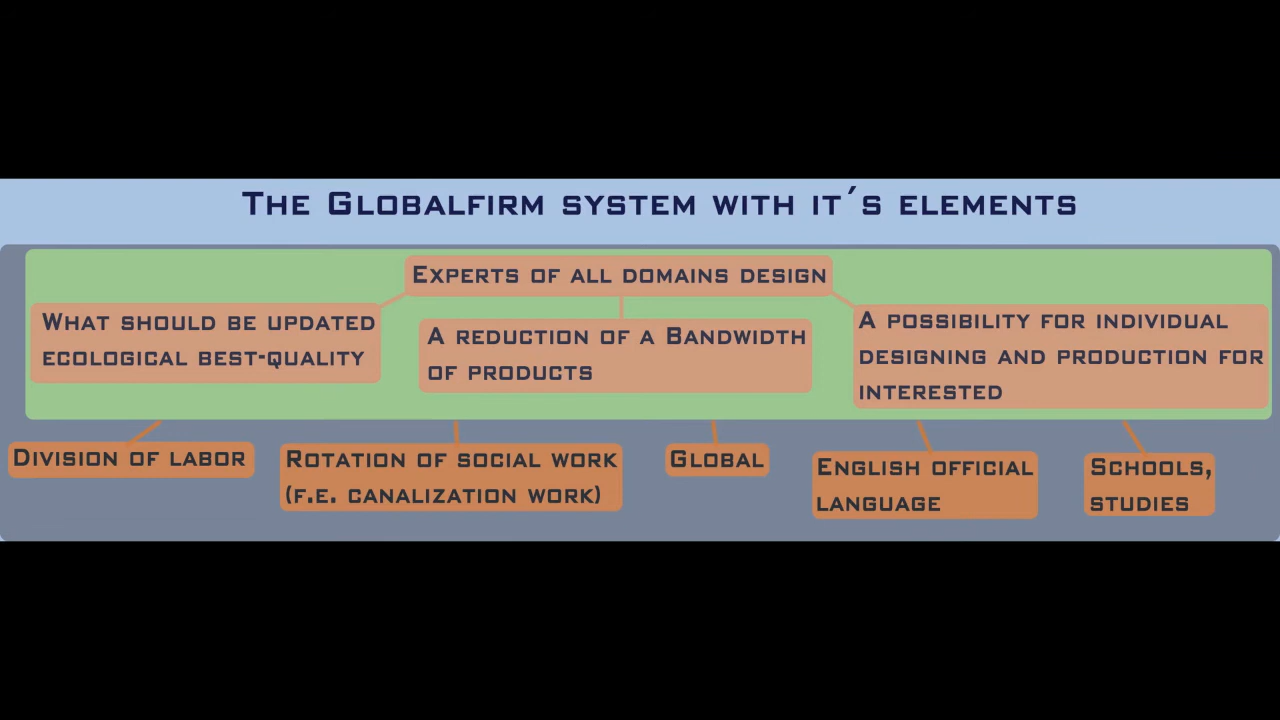 The Globalfirm system with it´s elements
Experts of all domains design
What should be updated
ecological best-quality
A reduction of a Bandwidth
of products
A possibility for individual
designing and production for
interested
Division of labor
Rotation of social work
(f.e. canalization work)
Global
English official
language
Schools,
studies